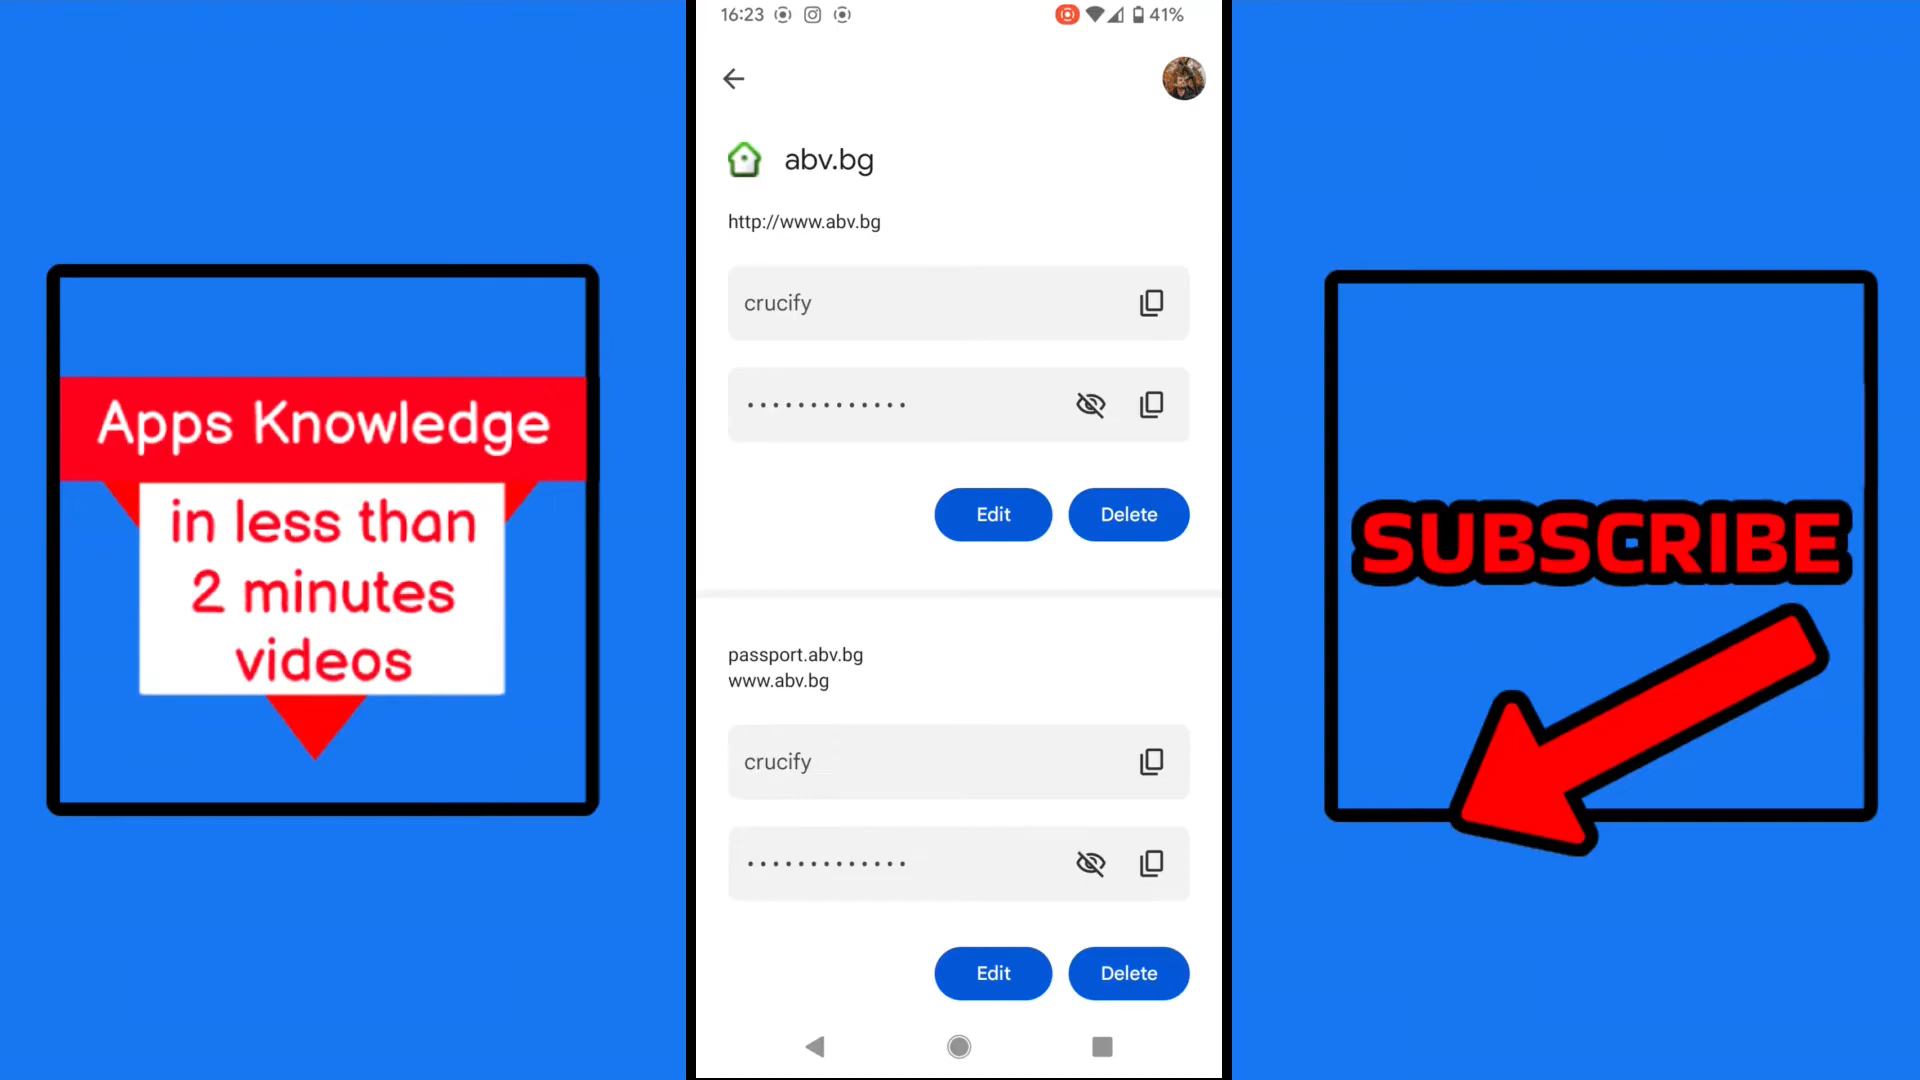 16:23
41%
abv.bg
http://www.abv.bg
crucify
•••••••••••••
Edit
Delete
passport.abv.bg
www.abv.bg
crucify
•••••••••••••
Edit
Delete
Apps Knowledge
in less than
2 minutes
videos
SUBSCRIBE